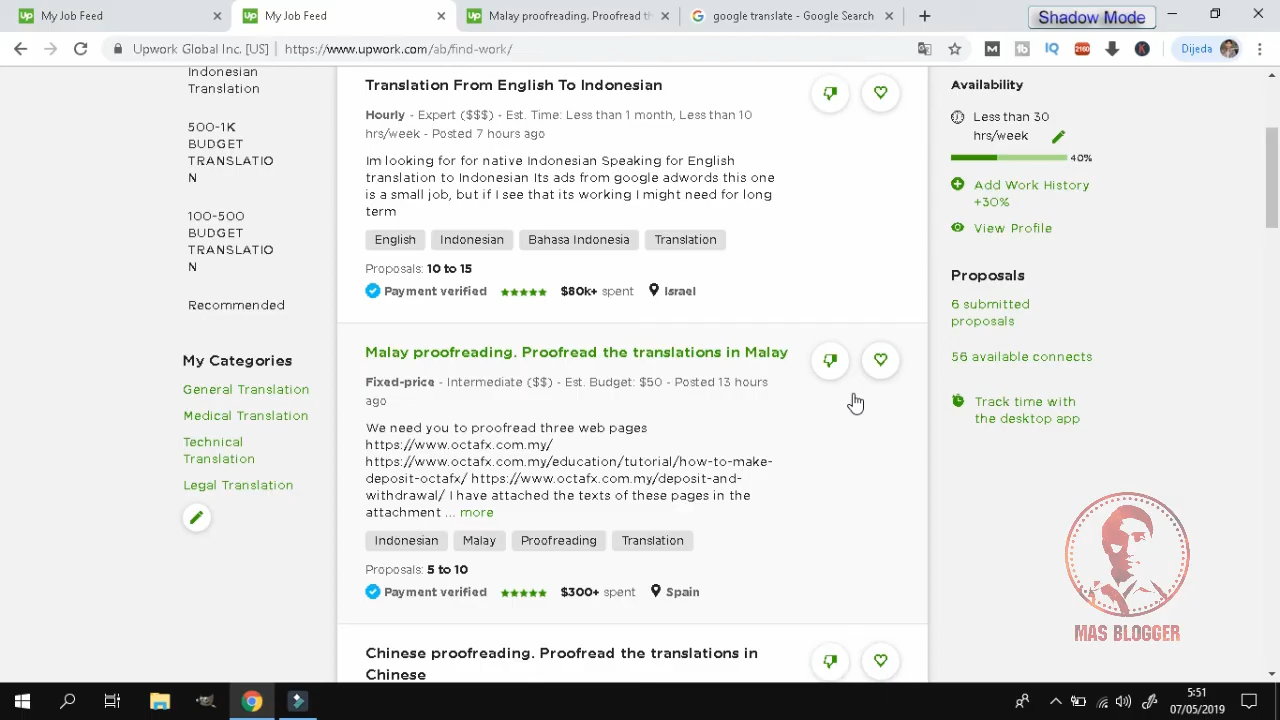 My Job Feed
My Job Feed
Malay proofreading. Proofread th
google translate - Google Search
Shadow Mode
Upwork Global Inc. [US] | https://www.upwork.com/ab/find-work/
Dijeda
Indonesian
Translation
500-1K
BUDGET
TRANSLATIO
N
100-500
BUDGET
TRANSLATIO
N
Recommended
My Categories
General Translation
Medical Translation
Technical
Translation
Legal Translation
Translation From English To Indonesian
Hourly - Expert ($$$) - Est. Time: Less than 1 month, Less than 10
hrs/week - Posted 7 hours ago
Im looking for for native Indonesian Speaking for English
translation to Indonesian Its ads from google adwords this one
is a small job, but if I see that its working I might need for long
term
English Indonesian Bahasa Indonesia Translation
Proposals: 10 to 15
Payment verified $80k+ spent Israel
Malay proofreading. Proofread the translations in Malay
Fixed-price - Intermediate ($$) - Est. Budget: $50 - Posted 13 hours
ago
We need you to proofread three web pages
https://www.octafx.com.my/
https://www.octafx.com.my/education/tutorial/how-to-make-
deposit-octafx/ https://www.octafx.com.my/deposit-and-
withdrawal/ I have attached the texts of these pages in the
attachment ... more
Indonesian Malay Proofreading Translation
Proposals: 5 to 10
Payment verified $300+ spent Spain
Chinese proofreading. Proofread the translations in
Chinese
Availability
Less than 30
hrs/week
40%
Add Work History
+30%
View Profile
Proposals
6 submitted
proposals
56 available connects
Track time with
the desktop app
MAS BLOGGER
5:51
07/05/2019